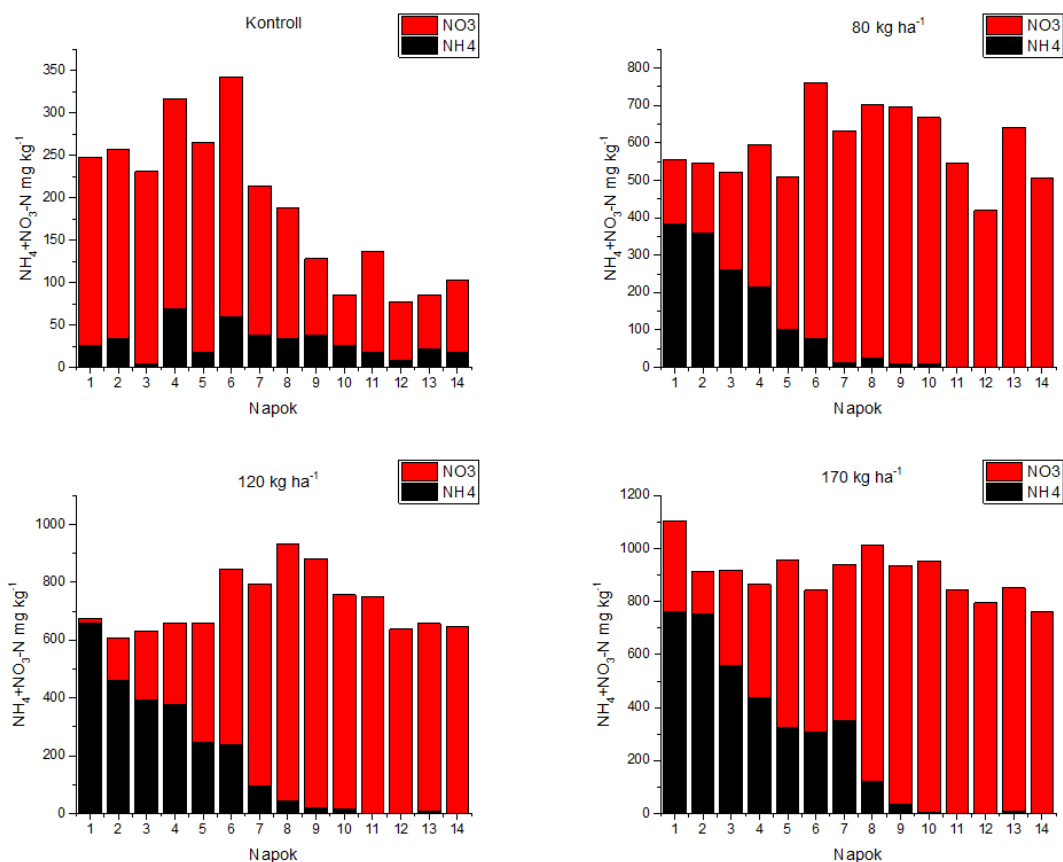 Kontroll
NO3
NH4
NH₄+NO₃-N mg kg⁻¹
350
300
250
200
150
100
50
0
1 2 3 4 5 6 7 8 9 10 11 12 13 14
Napok
80 kg ha⁻¹
NO3
NH4
NH₄+NO₃-N mg kg⁻¹
800
700
600
500
400
300
200
100
0
1 2 3 4 5 6 7 8 9 10 11 12 13 14
Napok
120 kg ha⁻¹
NO3
NH4
NH₄+NO₃-N mg kg⁻¹
1000
800
600
400
200
0
1 2 3 4 5 6 7 8 9 10 11 12 13 14
Napok
170 kg ha⁻¹
NO3
NH4
NH₄+NO₃-N mg kg⁻¹
1200
1000
800
600
400
200
0
1 2 3 4 5 6 7 8 9 10 11 12 13 14
Napok